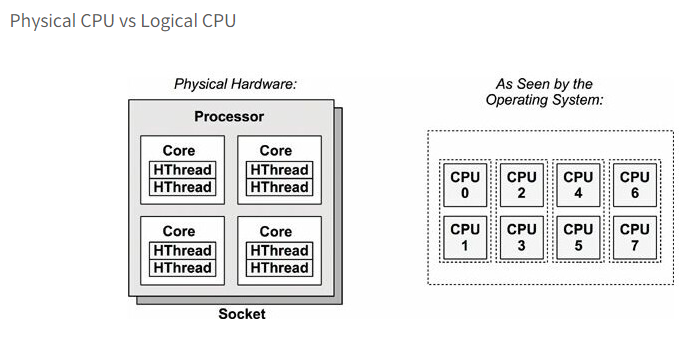 Physical CPU vs Logical CPU
Physical Hardware:
Processor
Core
HThread
HThread
Core
HThread
HThread
Core
HThread
HThread
Core
HThread
HThread
Socket
As Seen by the
Operating System:
CPU
0
CPU
2
CPU
4
CPU
6
CPU
1
CPU
3
CPU
5
CPU
7